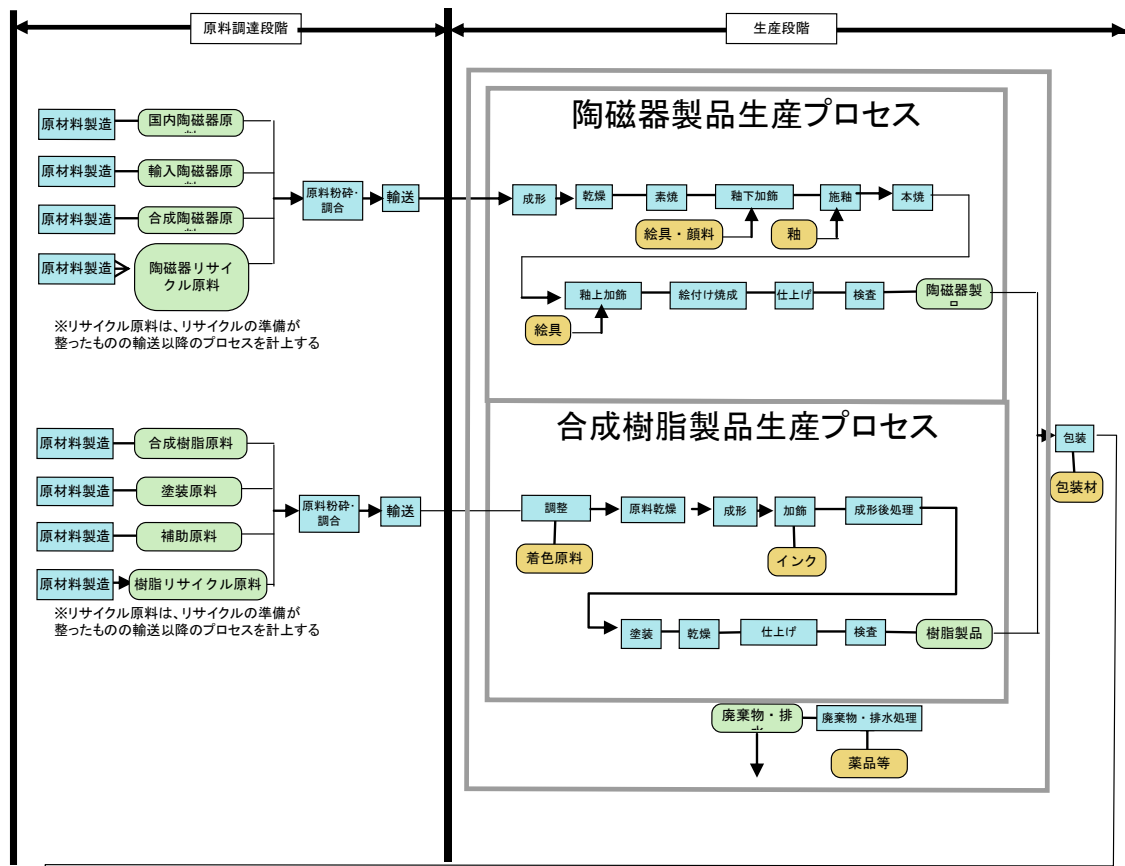 原料調達段階
生産段階
陶磁器製品生産プロセス
原材料製造
国内陶磁器原
原材料製造
輸入陶磁器原
原材料製造
合成陶磁器原
原材料製造
陶磁器リサイ
クル原料
原料粉砕・
調合
輸送
※リサイクル原料は、リサイクルの準備が
整ったものの輸送以降のプロセスを計上する
成形
乾燥
素焼
釉下加飾
施釉
本焼
絵具・顔料
釉
釉上加飾
絵付け焼成
仕上げ
検査
陶磁器製
絵具
合成樹脂製品生産プロセス
原材料製造
合成樹脂原料
原材料製造
塗装原料
原材料製造
補助原料
原材料製造
樹脂リサイクル原料
原料粉砕・
調合
輸送
※リサイクル原料は、リサイクルの準備が
整ったものの輸送以降のプロセスを計上する
調整
原料乾燥
成形
加飾
成形後処理
着色原料
インク
塗装
乾燥
仕上げ
検査
樹脂製品
包装
包装材
廃棄物・排
廃棄物・排水処理
薬品等